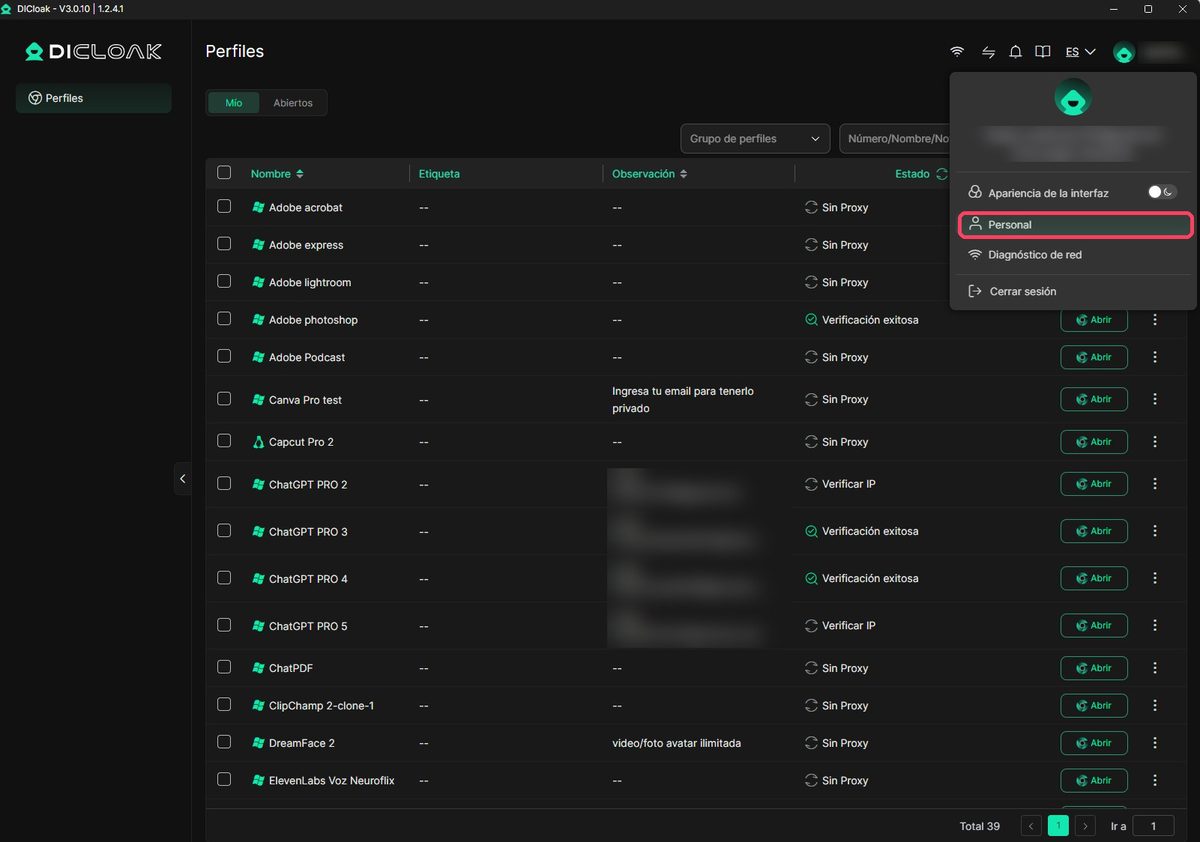 DICloak - V3.0.10 | 1.2.4.1
DICLOAK
Perfiles
ES
Perfiles
Mío
Abiertos
Grupo de perfiles
Número/Nombre/No
Apariencia de la interfaz
Personal
Diagnóstico de red
Cerrar sesión
Nombre Etiqueta Observación Estado
Adobe acrobat -- -- Sin Proxy
Adobe express -- -- Sin Proxy
Adobe lightroom -- -- Sin Proxy
Adobe photoshop -- -- Verificación exitosa Abrir
Adobe Podcast -- -- Sin Proxy Abrir
Canva Pro test -- Ingresa tu email para tenerlo privado Sin Proxy Abrir
Capcut Pro 2 -- -- Sin Proxy Abrir
ChatGPT PRO 2 -- Verificar IP Abrir
ChatGPT PRO 3 -- Verificación exitosa Abrir
ChatGPT PRO 4 -- Verificación exitosa Abrir
ChatGPT PRO 5 -- Verificar IP Abrir
ChatPDF -- -- Sin Proxy Abrir
ClipChamp 2-clone-1 -- -- Sin Proxy Abrir
DreamFace 2 -- video/foto avatar ilimitada Sin Proxy Abrir
ElevenLabs Voz Neuroflix -- -- Sin Proxy Abrir
Total 39 1 Ir a 1